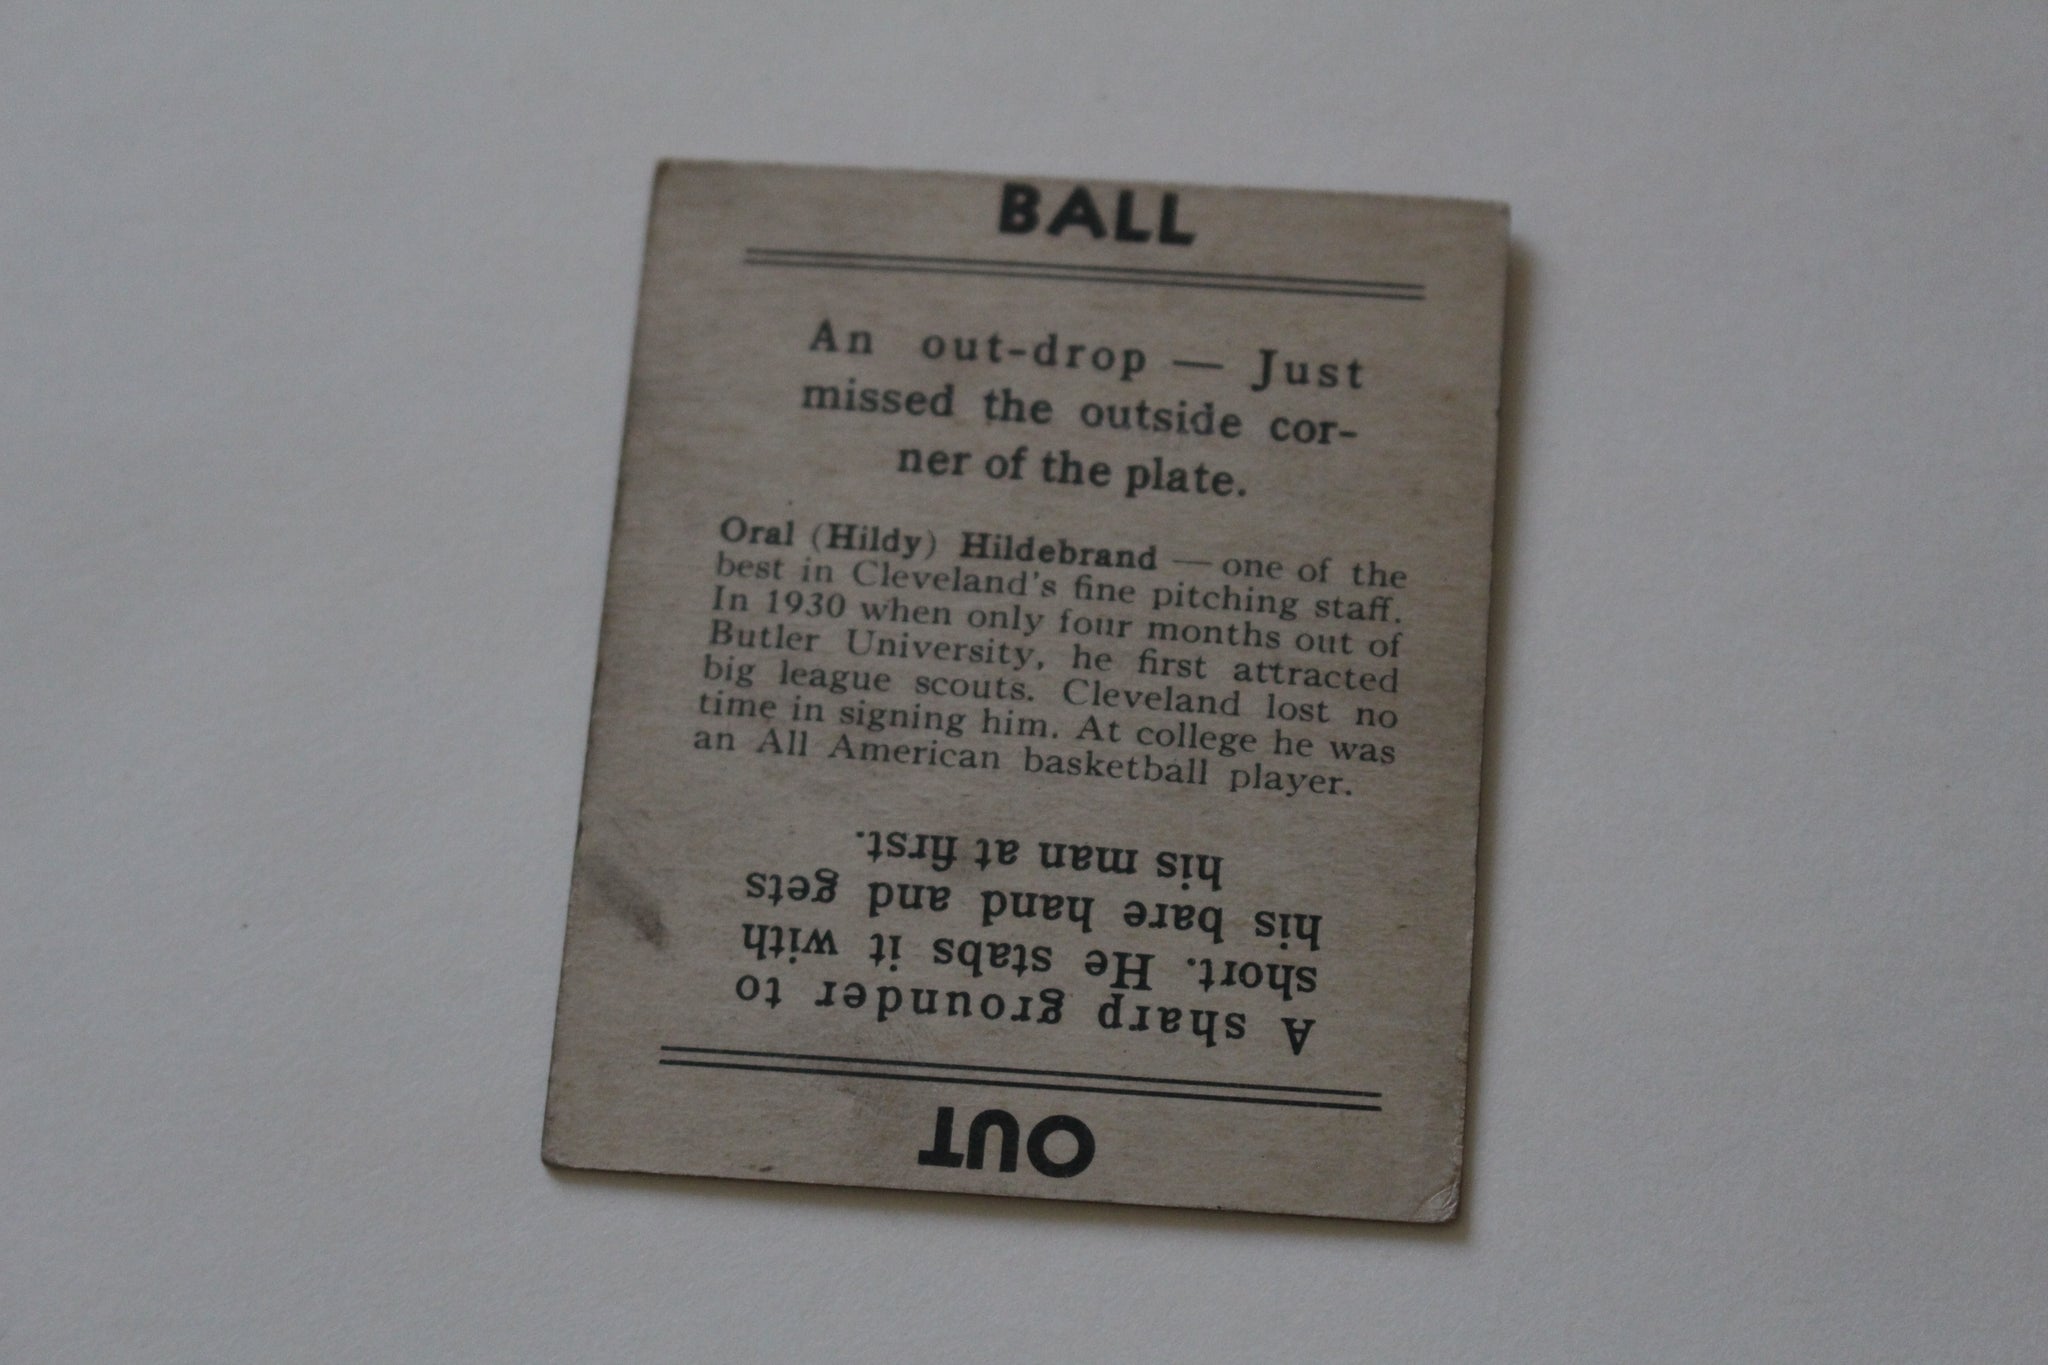 BALL
An out-drop — Just
missed the outside cor-
ner of the plate.
Oral (Hildy) Hildebrand — one of the
best in Cleveland's fine pitching staff.
In 1930 when only four months out of
Butler University, he first attracted
big league scouts. Cleveland lost no
time in signing him. At college he was
an All American basketball player.
OUT
A sharp grounder to
short. He stabs it with
his bare hand and gets
his man at first.